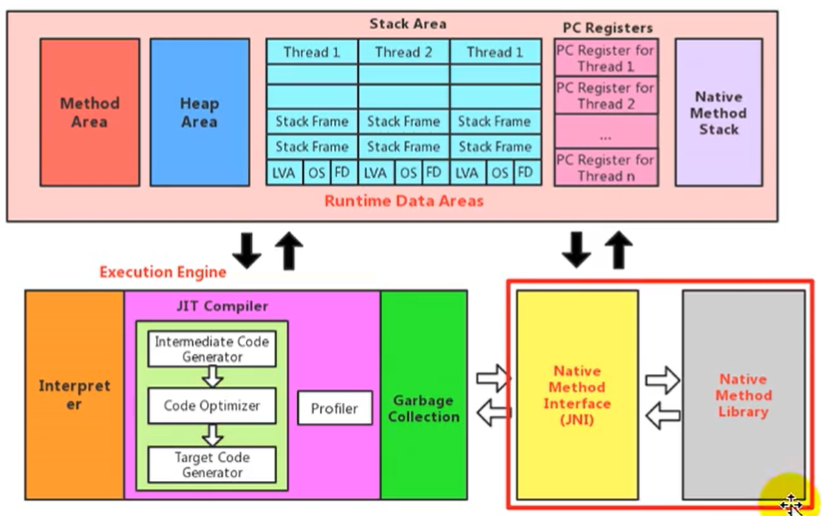 Stack Area
PC Registers
Method
Area
Heap
Area
Thread 1
Thread 2
Thread 1
Stack Frame
Stack Frame
Stack Frame
Stack Frame
Stack Frame
Stack Frame
LVA
OS
FD
LVA
OS
FD
LVA
OS
FD
PC Register for
Thread 1
PC Register for
Thread 2
...
PC Register for
Thread n
Native
Method
Stack
Runtime Data Areas
Execution Engine
Interpret
er
JIT Compiler
Intermediate Code
Generator
Code Optimizer
Target Code
Generator
Profiler
Garbage
Collection
Native
Method
Interface
(JNI)
Native
Method
Library